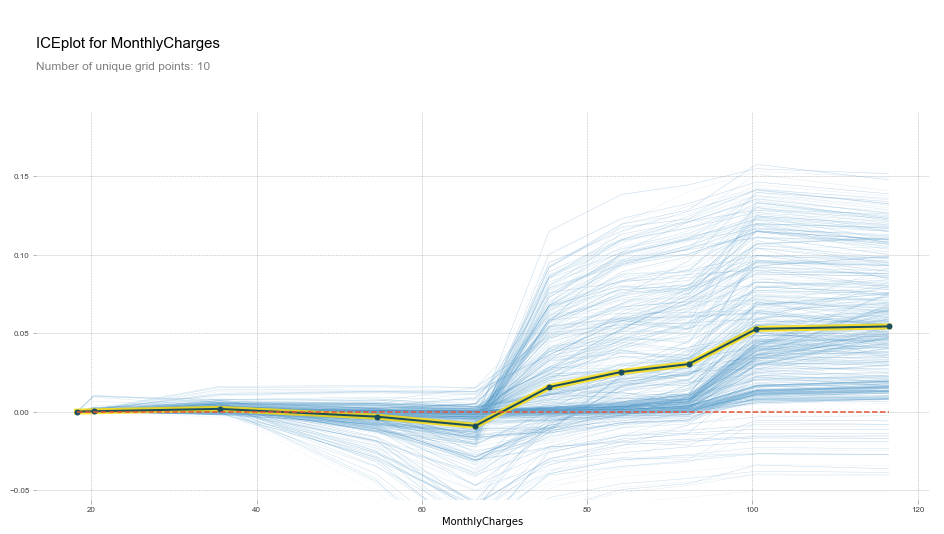 ICEplot for MonthlyCharges
Number of unique grid points: 10
0.15
0.10
0.05
0.00
−0.05
20 40 60 80 100 120
MonthlyCharges